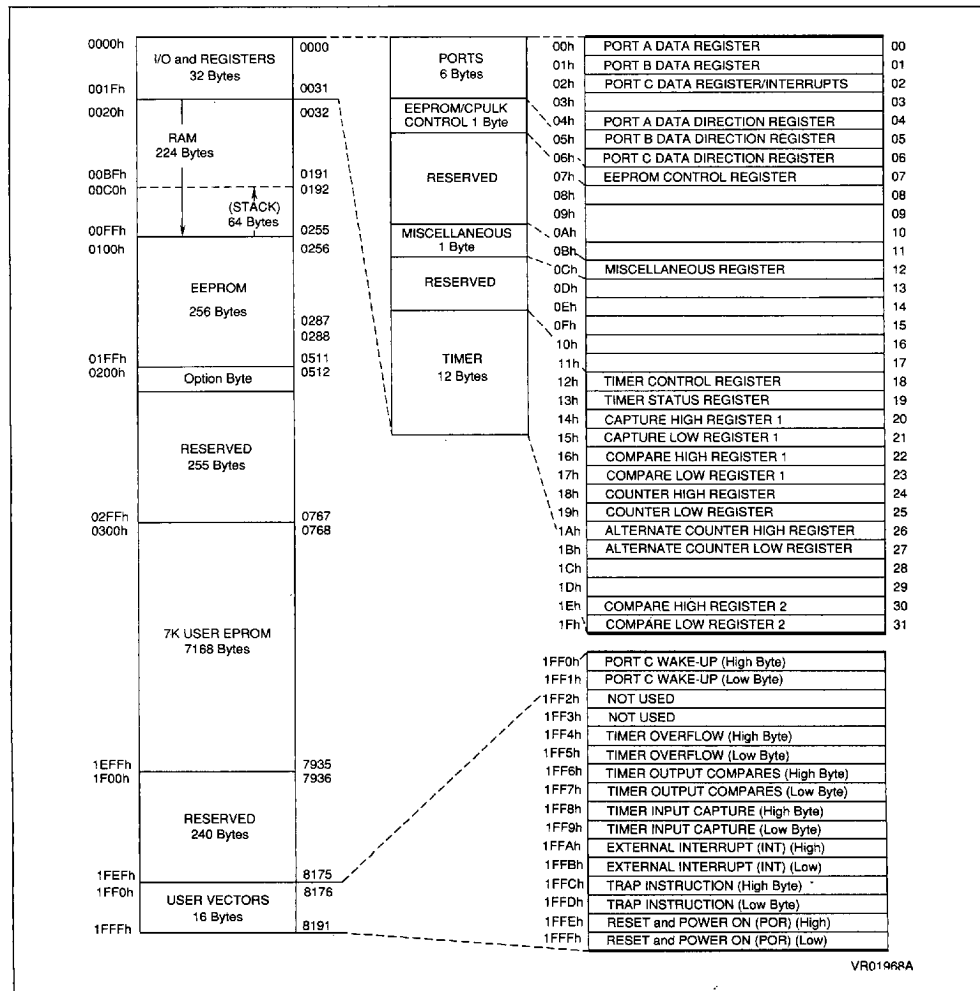 0000h
I/O and REGISTERS
32 Bytes
0000
001Fh
0031
0020h
0032
RAM
224 Bytes
00BFh
0191
00C0h
0192
(STACK)
64 Bytes
00FFh
0255
0100h
0256
EEPROM
256 Bytes
0287
0288
01FFh
0511
0200h
Option Byte
0512
RESERVED
255 Bytes
02FFh
0767
0300h
0768
7K USER EPROM
7168 Bytes
1EFFh
7935
1F00h
7936
RESERVED
240 Bytes
1FEFh
8175
1FF0h
8176
USER VECTORS
16 Bytes
1FFFh
8191
PORTS
6 Bytes
EEPROM/CPULK
CONTROL 1 Byte
RESERVED
MISCELLANEOUS
1 Byte
RESERVED
TIMER
12 Bytes
00h PORT A DATA REGISTER 00
01h PORT B DATA REGISTER 01
02h PORT C DATA REGISTER/INTERRUPTS 02
03h 03
04h PORT A DATA DIRECTION REGISTER 04
05h PORT B DATA DIRECTION REGISTER 05
06h PORT C DATA DIRECTION REGISTER 06
07h EEPROM CONTROL REGISTER 07
08h 08
09h 09
0Ah 10
0Bh 11
0Ch MISCELLANEOUS REGISTER 12
0Dh 13
0Eh 14
0Fh 15
10h 16
11h 17
12h TIMER CONTROL REGISTER 18
13h TIMER STATUS REGISTER 19
14h CAPTURE HIGH REGISTER 1 20
15h CAPTURE LOW REGISTER 1 21
16h COMPARE HIGH REGISTER 1 22
17h COMPARE LOW REGISTER 1 23
18h COUNTER HIGH REGISTER 24
19h COUNTER LOW REGISTER 25
1Ah ALTERNATE COUNTER HIGH REGISTER 26
1Bh ALTERNATE COUNTER LOW REGISTER 27
1Ch 28
1Dh 29
1Eh COMPARE HIGH REGISTER 2 30
1Fh COMPARE LOW REGISTER 2 31
1FF0h PORT C WAKE-UP (High Byte)
1FF1h PORT C WAKE-UP (Low Byte)
1FF2h NOT USED
1FF3h NOT USED
1FF4h TIMER OVERFLOW (High Byte)
1FF5h TIMER OVERFLOW (Low Byte)
1FF6h TIMER OUTPUT COMPARES (High Byte)
1FF7h TIMER OUTPUT COMPARES (Low Byte)
1FF8h TIMER INPUT CAPTURE (High Byte)
1FF9h TIMER INPUT CAPTURE (Low Byte)
1FFAh EXTERNAL INTERRUPT (INT) (High)
1FFBh EXTERNAL INTERRUPT (INT) (Low)
1FFCh TRAP INSTRUCTION (High Byte)
1FFDh TRAP INSTRUCTION (Low Byte)
1FFEh RESET and POWER ON (POR) (High)
1FFFh RESET and POWER ON (POR) (Low)
VR01968A